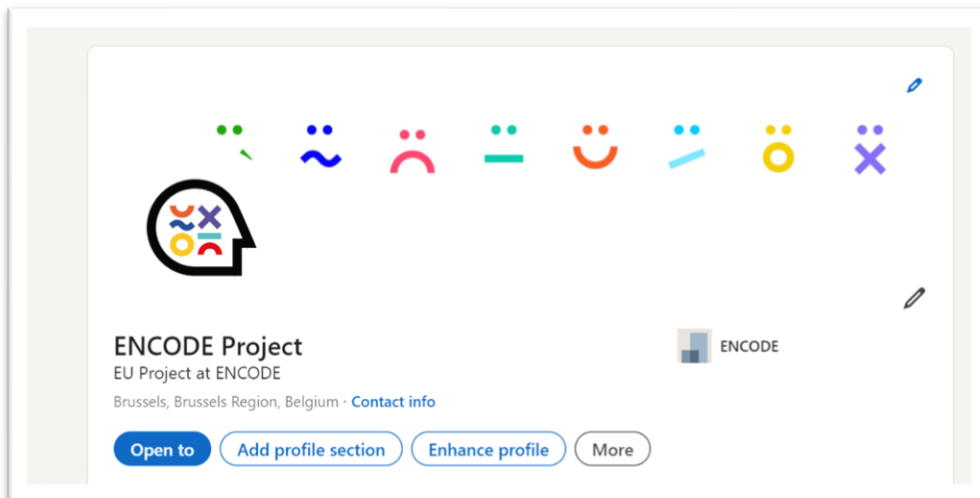 ENCODE Project
ENCODE
EU Project at ENCODE
Brussels, Brussels Region, Belgium · Contact info
Open to
Add profile section
Enhance profile
More